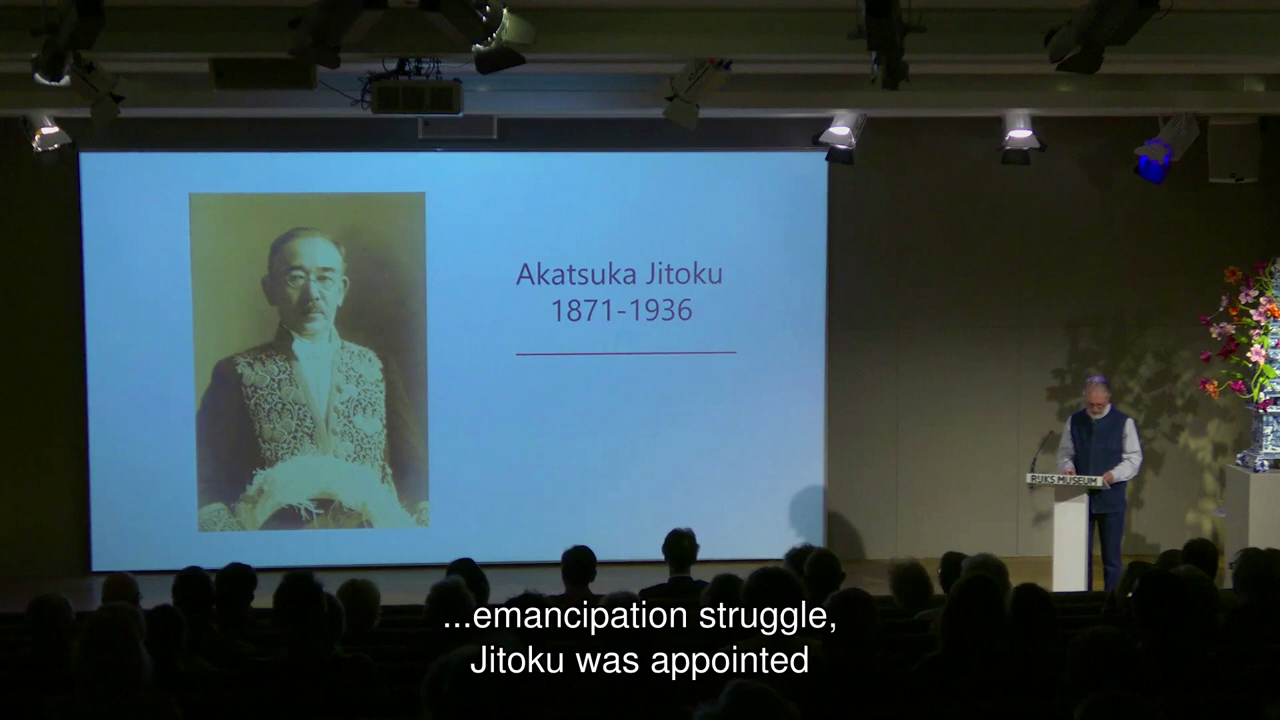 Akatsuka Jitoku
1871-1936
RIJKS MUSEUM
...emancipation struggle,
Jitoku was appointed